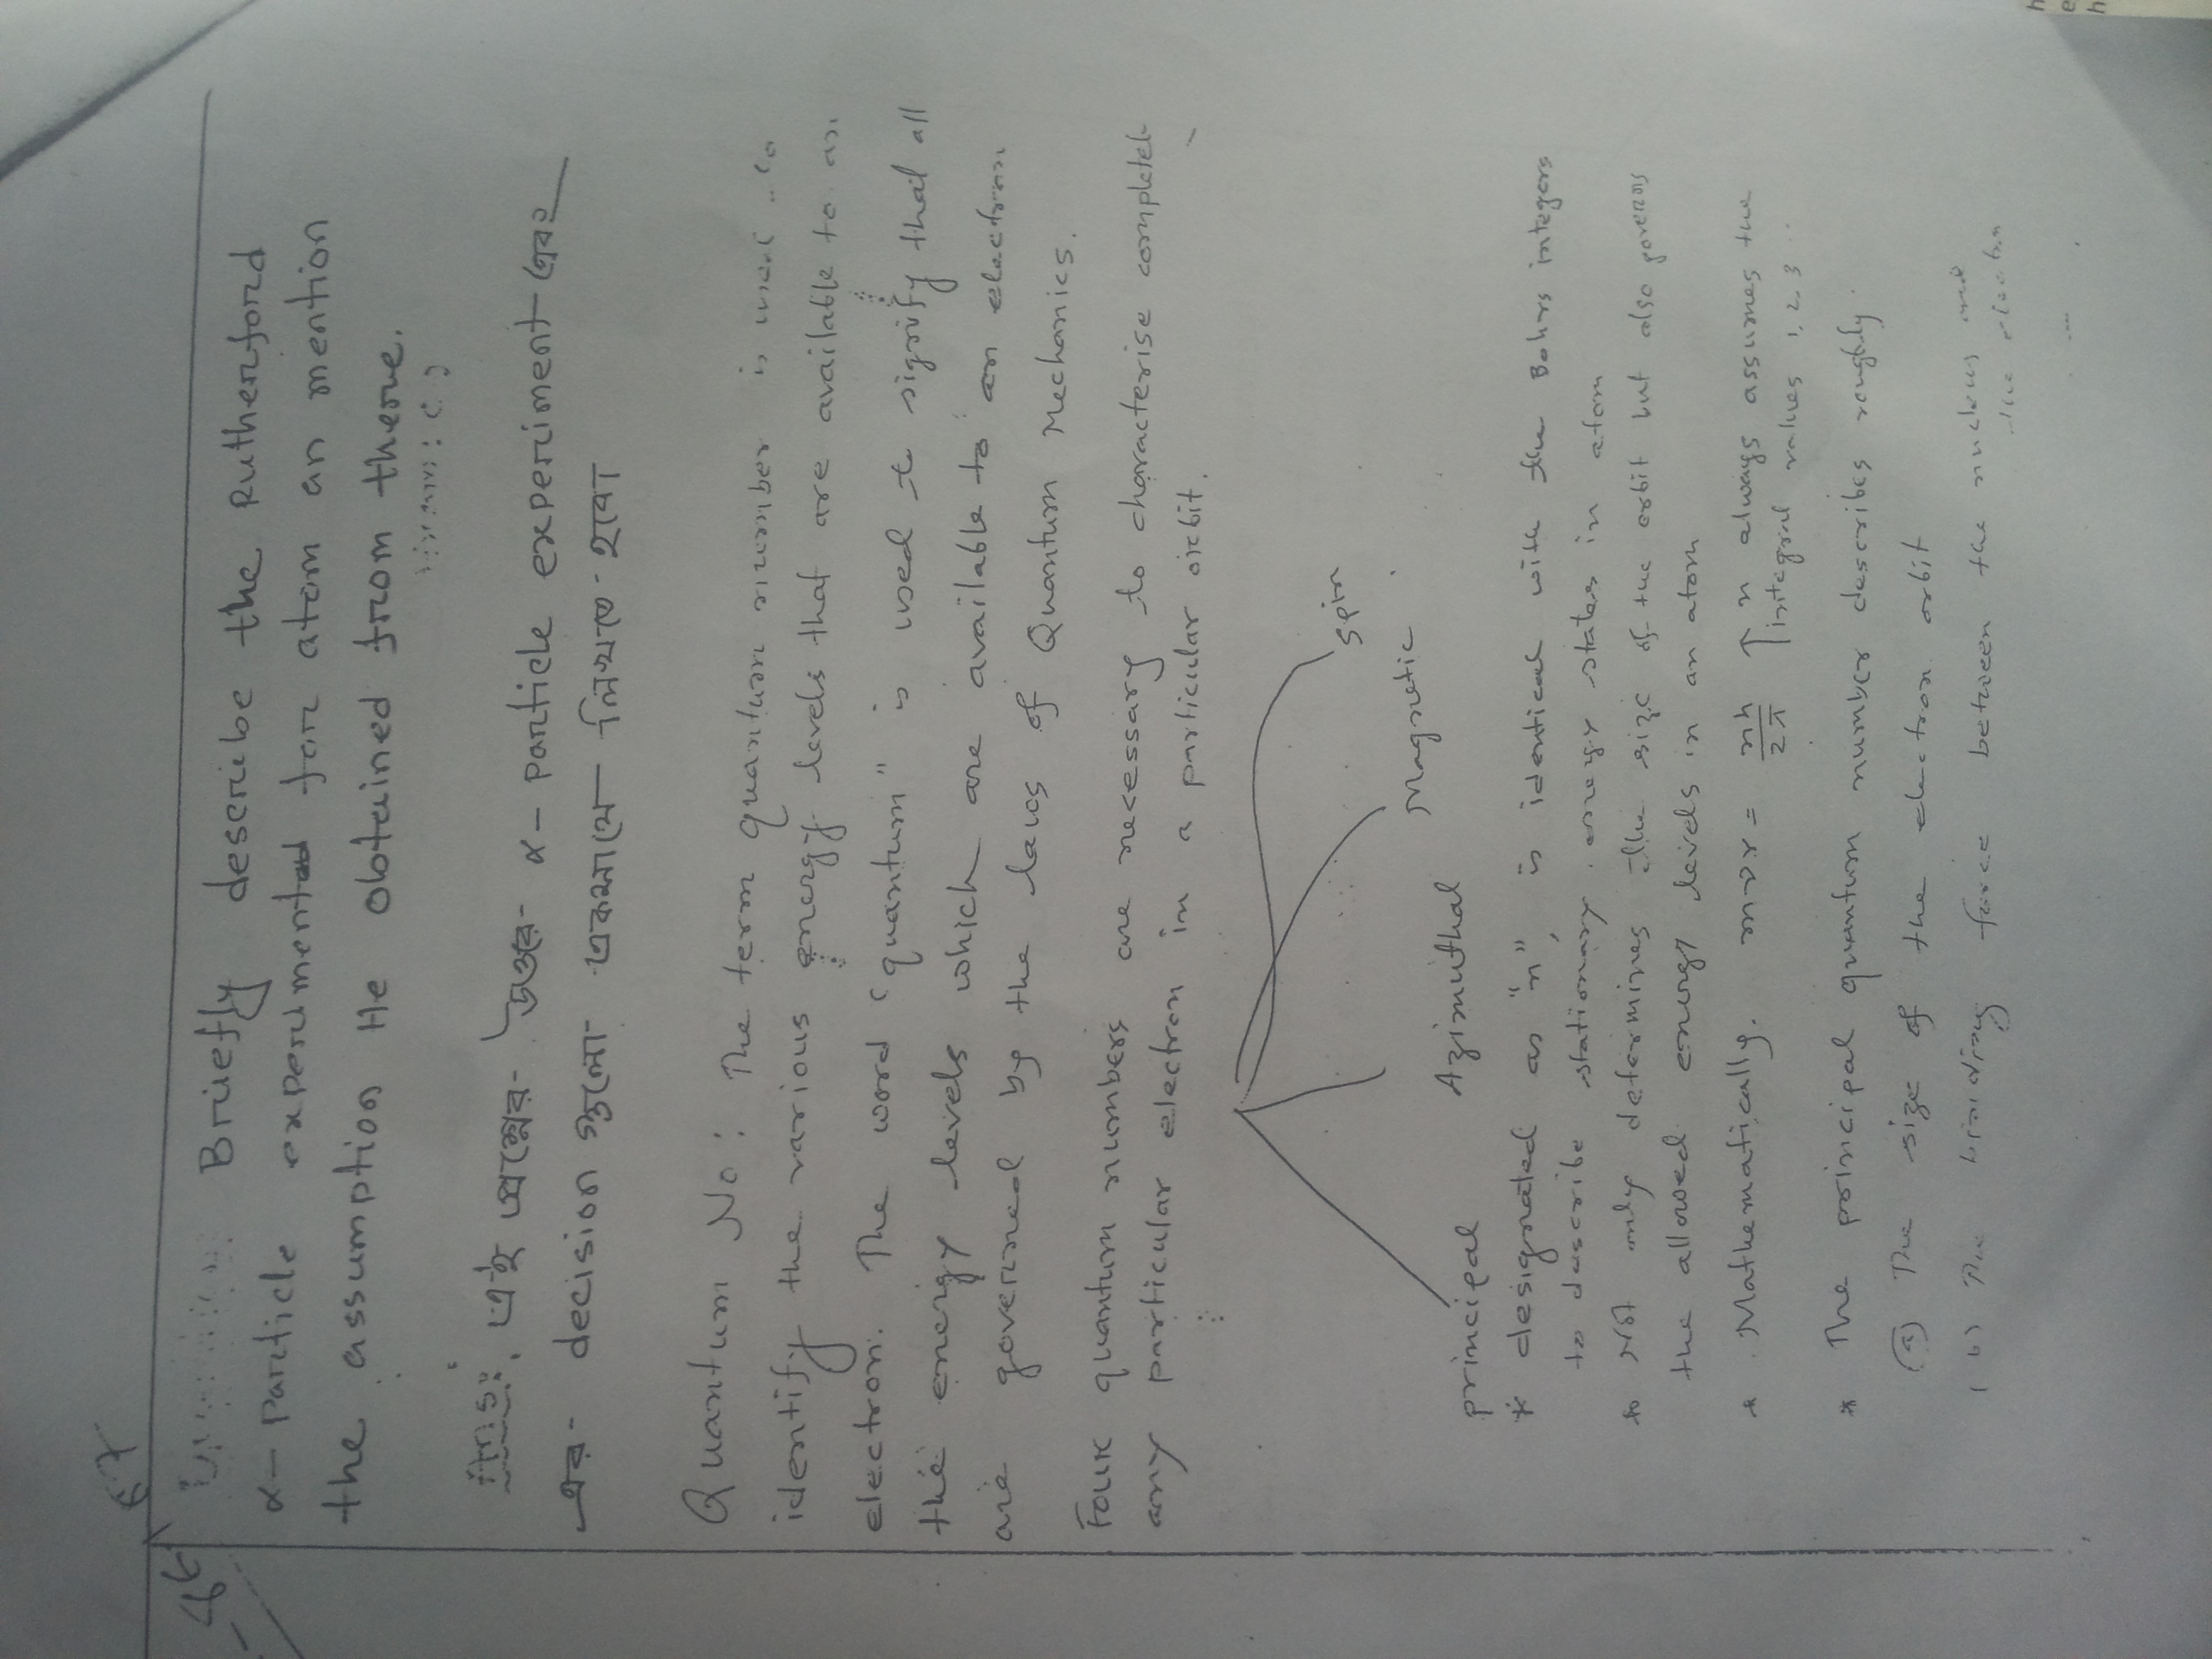 67
Briefly describe the Rutherford
α- Particle experiment for atom an mention
the assumption He obtained from there.
Ans: এই প্রশ্নের উত্তরে α- particle experiment এবং
এর decision গুলো একসাথে লিখতে হবে।
Quantum No: The term quantum number is used to
identify the various energy levels that are available to an
electron. The word "quantum" is used to signify that all
the energy levels which are available to an electron
are governed by the laws of Quantum Mechanics.
Four quantum numbers are necessary to characterise completel
any particular electron in a particular orbit.
spin
Magnetic
Azimuthal
principal
* designated as "n", is identical with the Bohrs integers
to describe stationary energy states in atom
* Not only determines the size of the orbit but also governs
the allowed energy levels in an atom
* Mathematically. mvr = nh/2π n always assumes the
integral values 1, 2, 3 ..
* The principal quantum number describes roughly
(a) The size of the electron orbit
(b) The binding force between the nucleus and
the electron
h
e
h